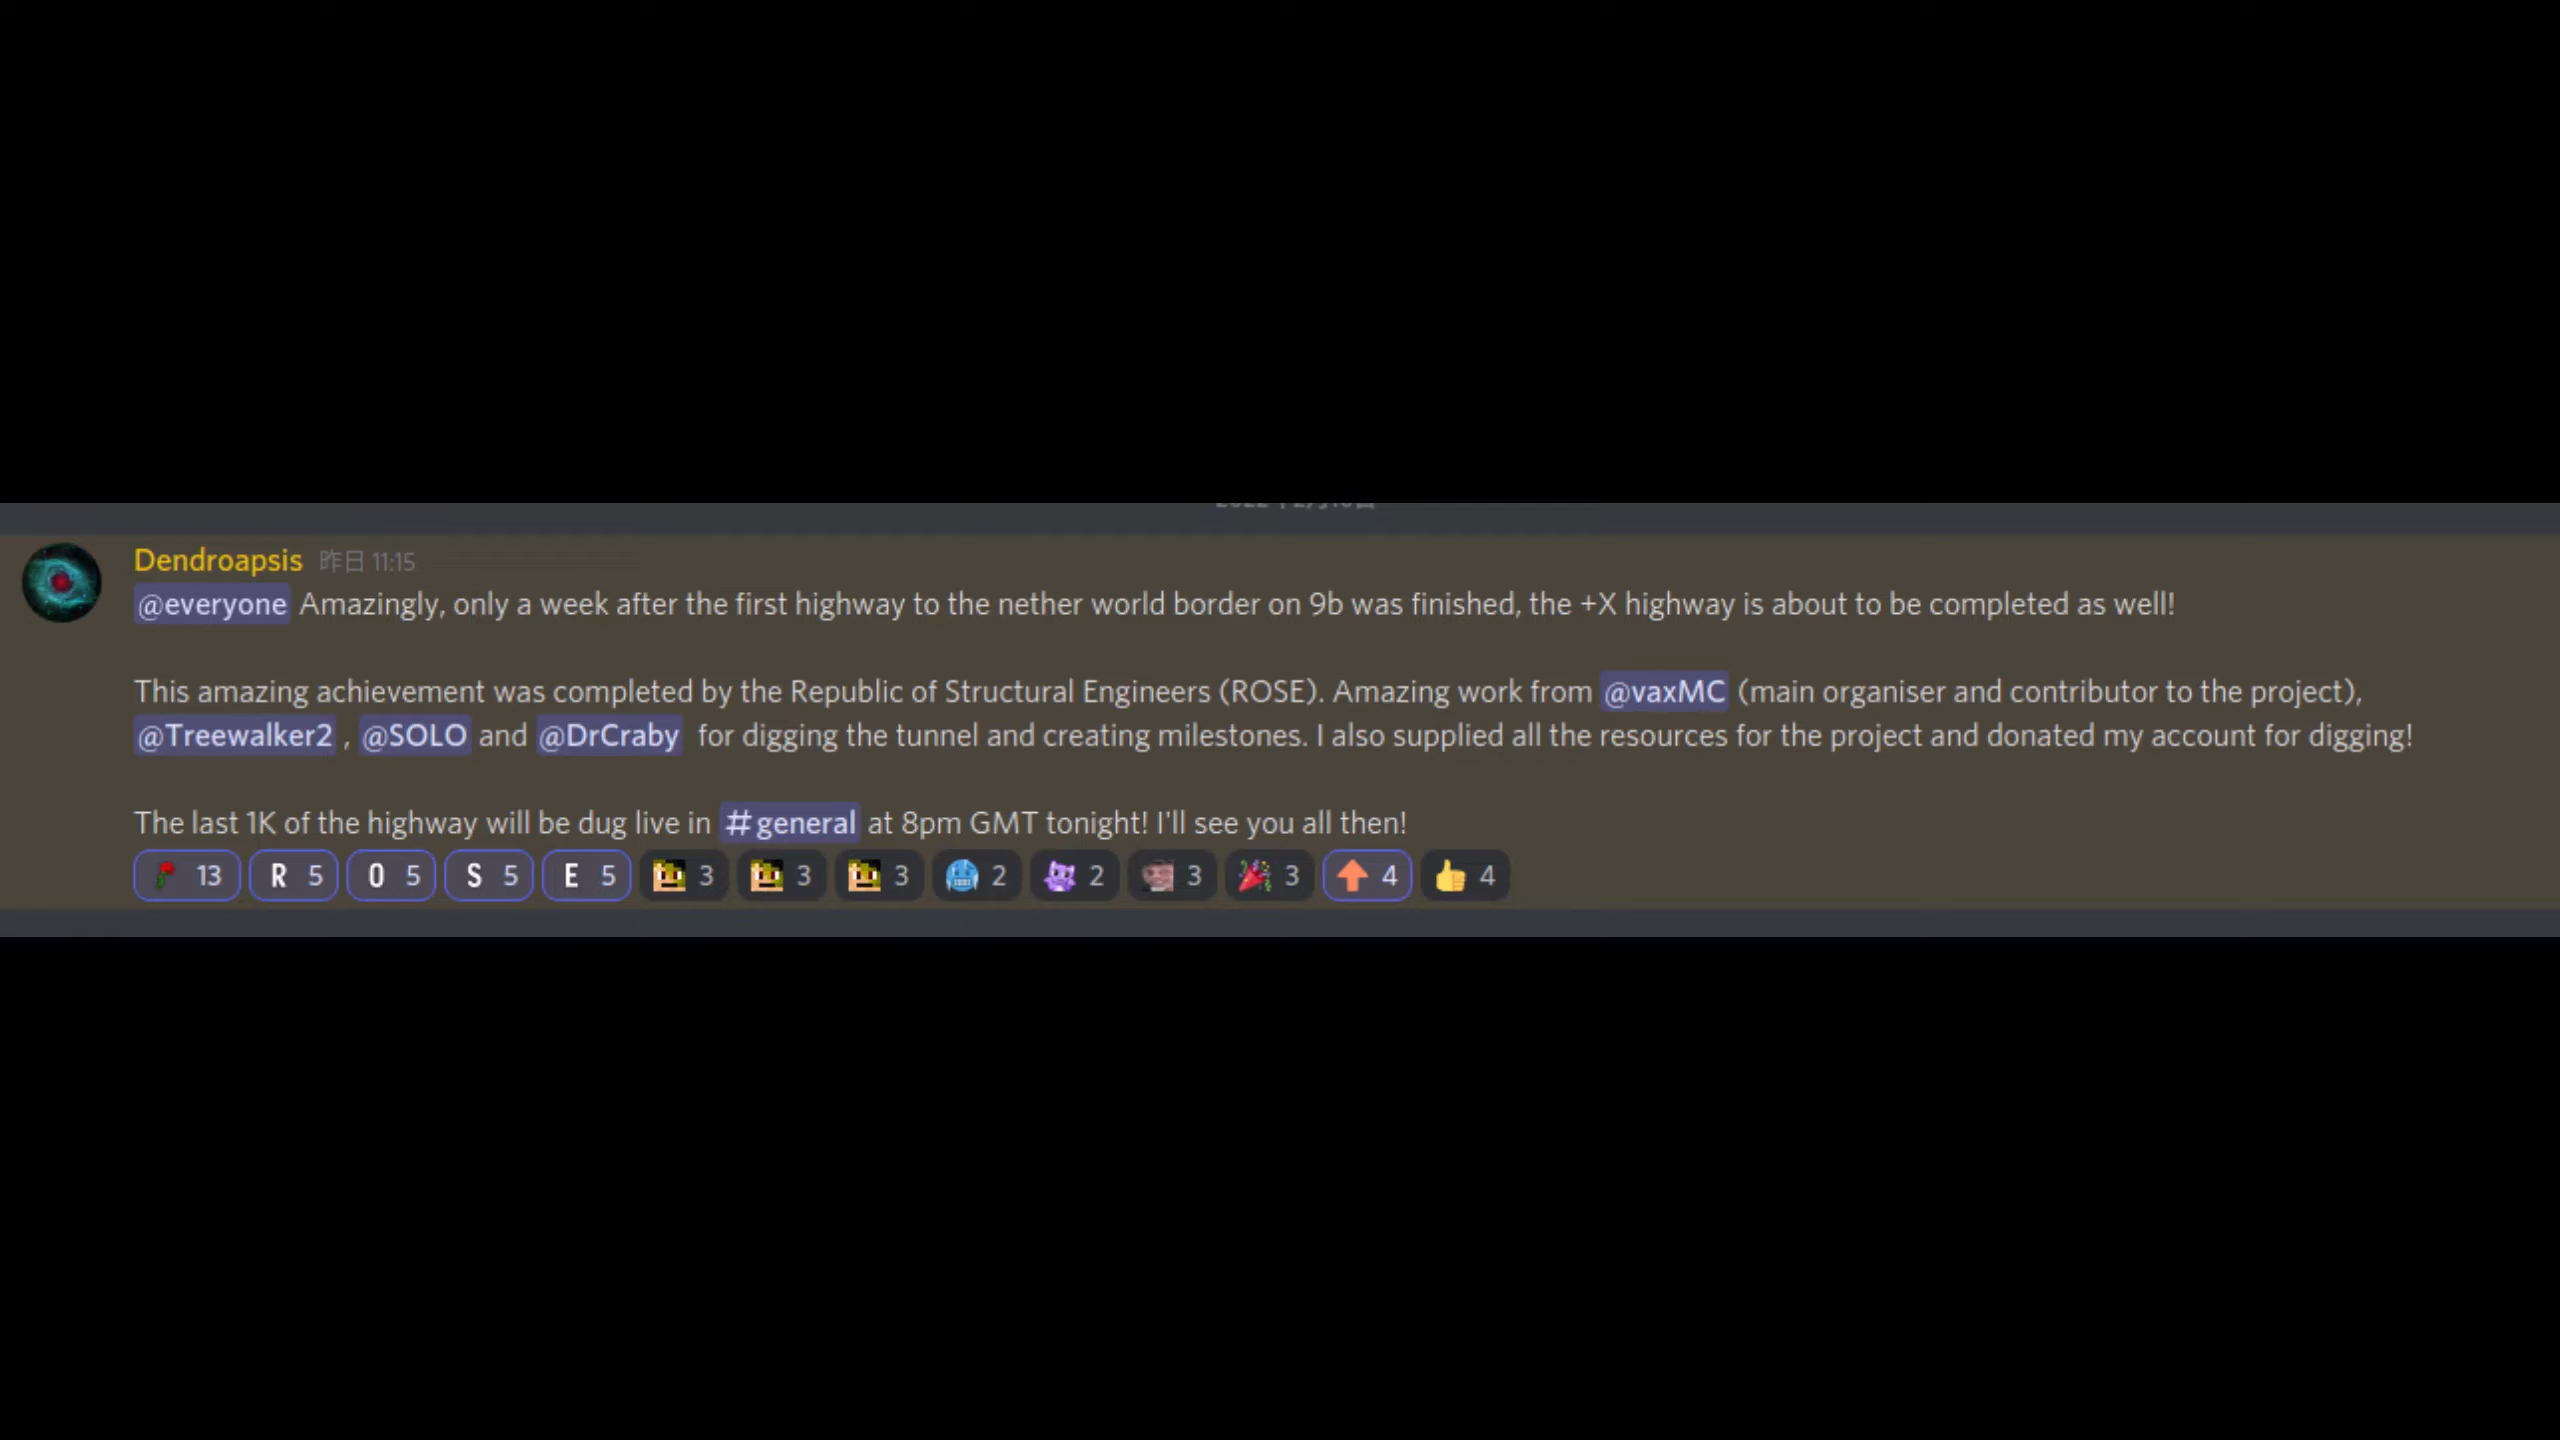 Dendroapsis 昨日 11:15
@everyone Amazingly, only a week after the first highway to the nether world border on 9b was finished, the +X highway is about to be completed as well!
This amazing achievement was completed by the Republic of Structural Engineers (ROSE). Amazing work from @vaxMC (main organiser and contributor to the project),
@Treewalker2 , @SOLO and @DrCraby for digging the tunnel and creating milestones. I also supplied all the resources for the project and donated my account for digging!
The last 1K of the highway will be dug live in #general at 8pm GMT tonight! I'll see you all then!
13 R 5 O 5 S 5 E 5 3 3 3 2 2 3 3 4 4